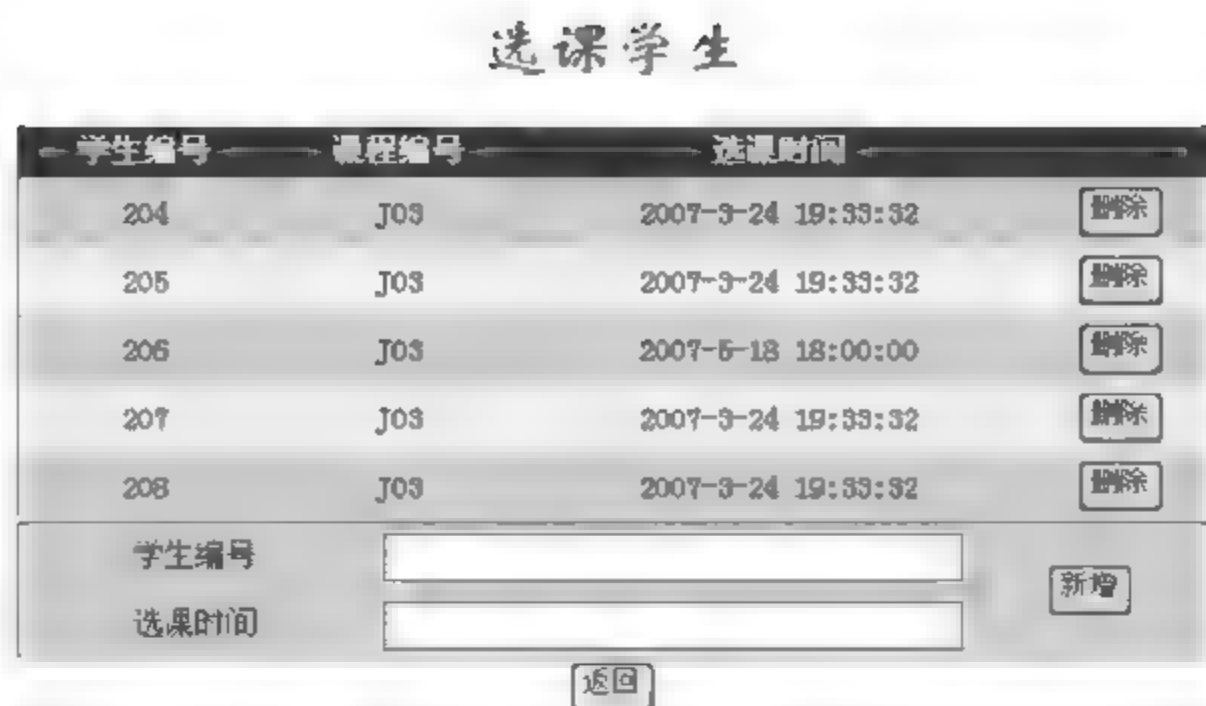 选课学生
学生编号 课程编号 选课时间
204 J03 2007-3-24 19:33:32 删除
205 J03 2007-3-24 19:33:32 删除
206 J03 2007-5-18 18:00:00 删除
207 J03 2007-3-24 19:33:32 删除
208 J03 2007-3-24 19:33:32 删除
学生编号
新增
选课时间
返回